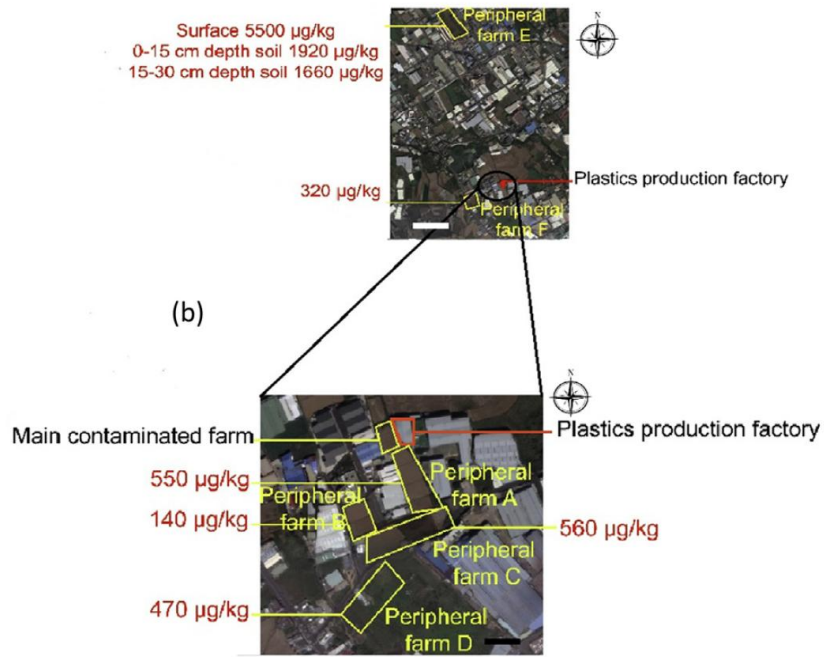 Peripheral
farm E
N
Surface 5500 µg/kg
0-15 cm depth soil 1920 µg/kg
15-30 cm depth soil 1660 µg/kg
Plastics production factory
320 µg/kg
Peripheral
farm F
(b)
N
Main contaminated farm
Plastics production factory
550 µg/kg
Peripheral
farm A
Peripheral
farm B
140 µg/kg
560 µg/kg
Peripheral
farm C
470 µg/kg
Peripheral
farm D